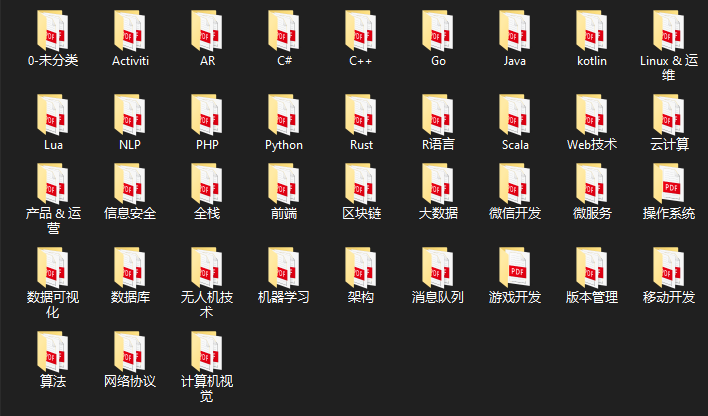 0-未分类 Activiti AR C# C++ Go Java kotlin Linux & 运
维
Lua NLP PHP Python Rust R语言 Scala Web技术 云计算
产品 & 运 信息安全 全栈 前端 区块链 大数据 微信开发 微服务 操作系统
营
数据可视 数据库 无人机技 机器学习 架构 消息队列 游戏开发 版本管理 移动开发
化 术
算法 网络协议 计算机视
觉